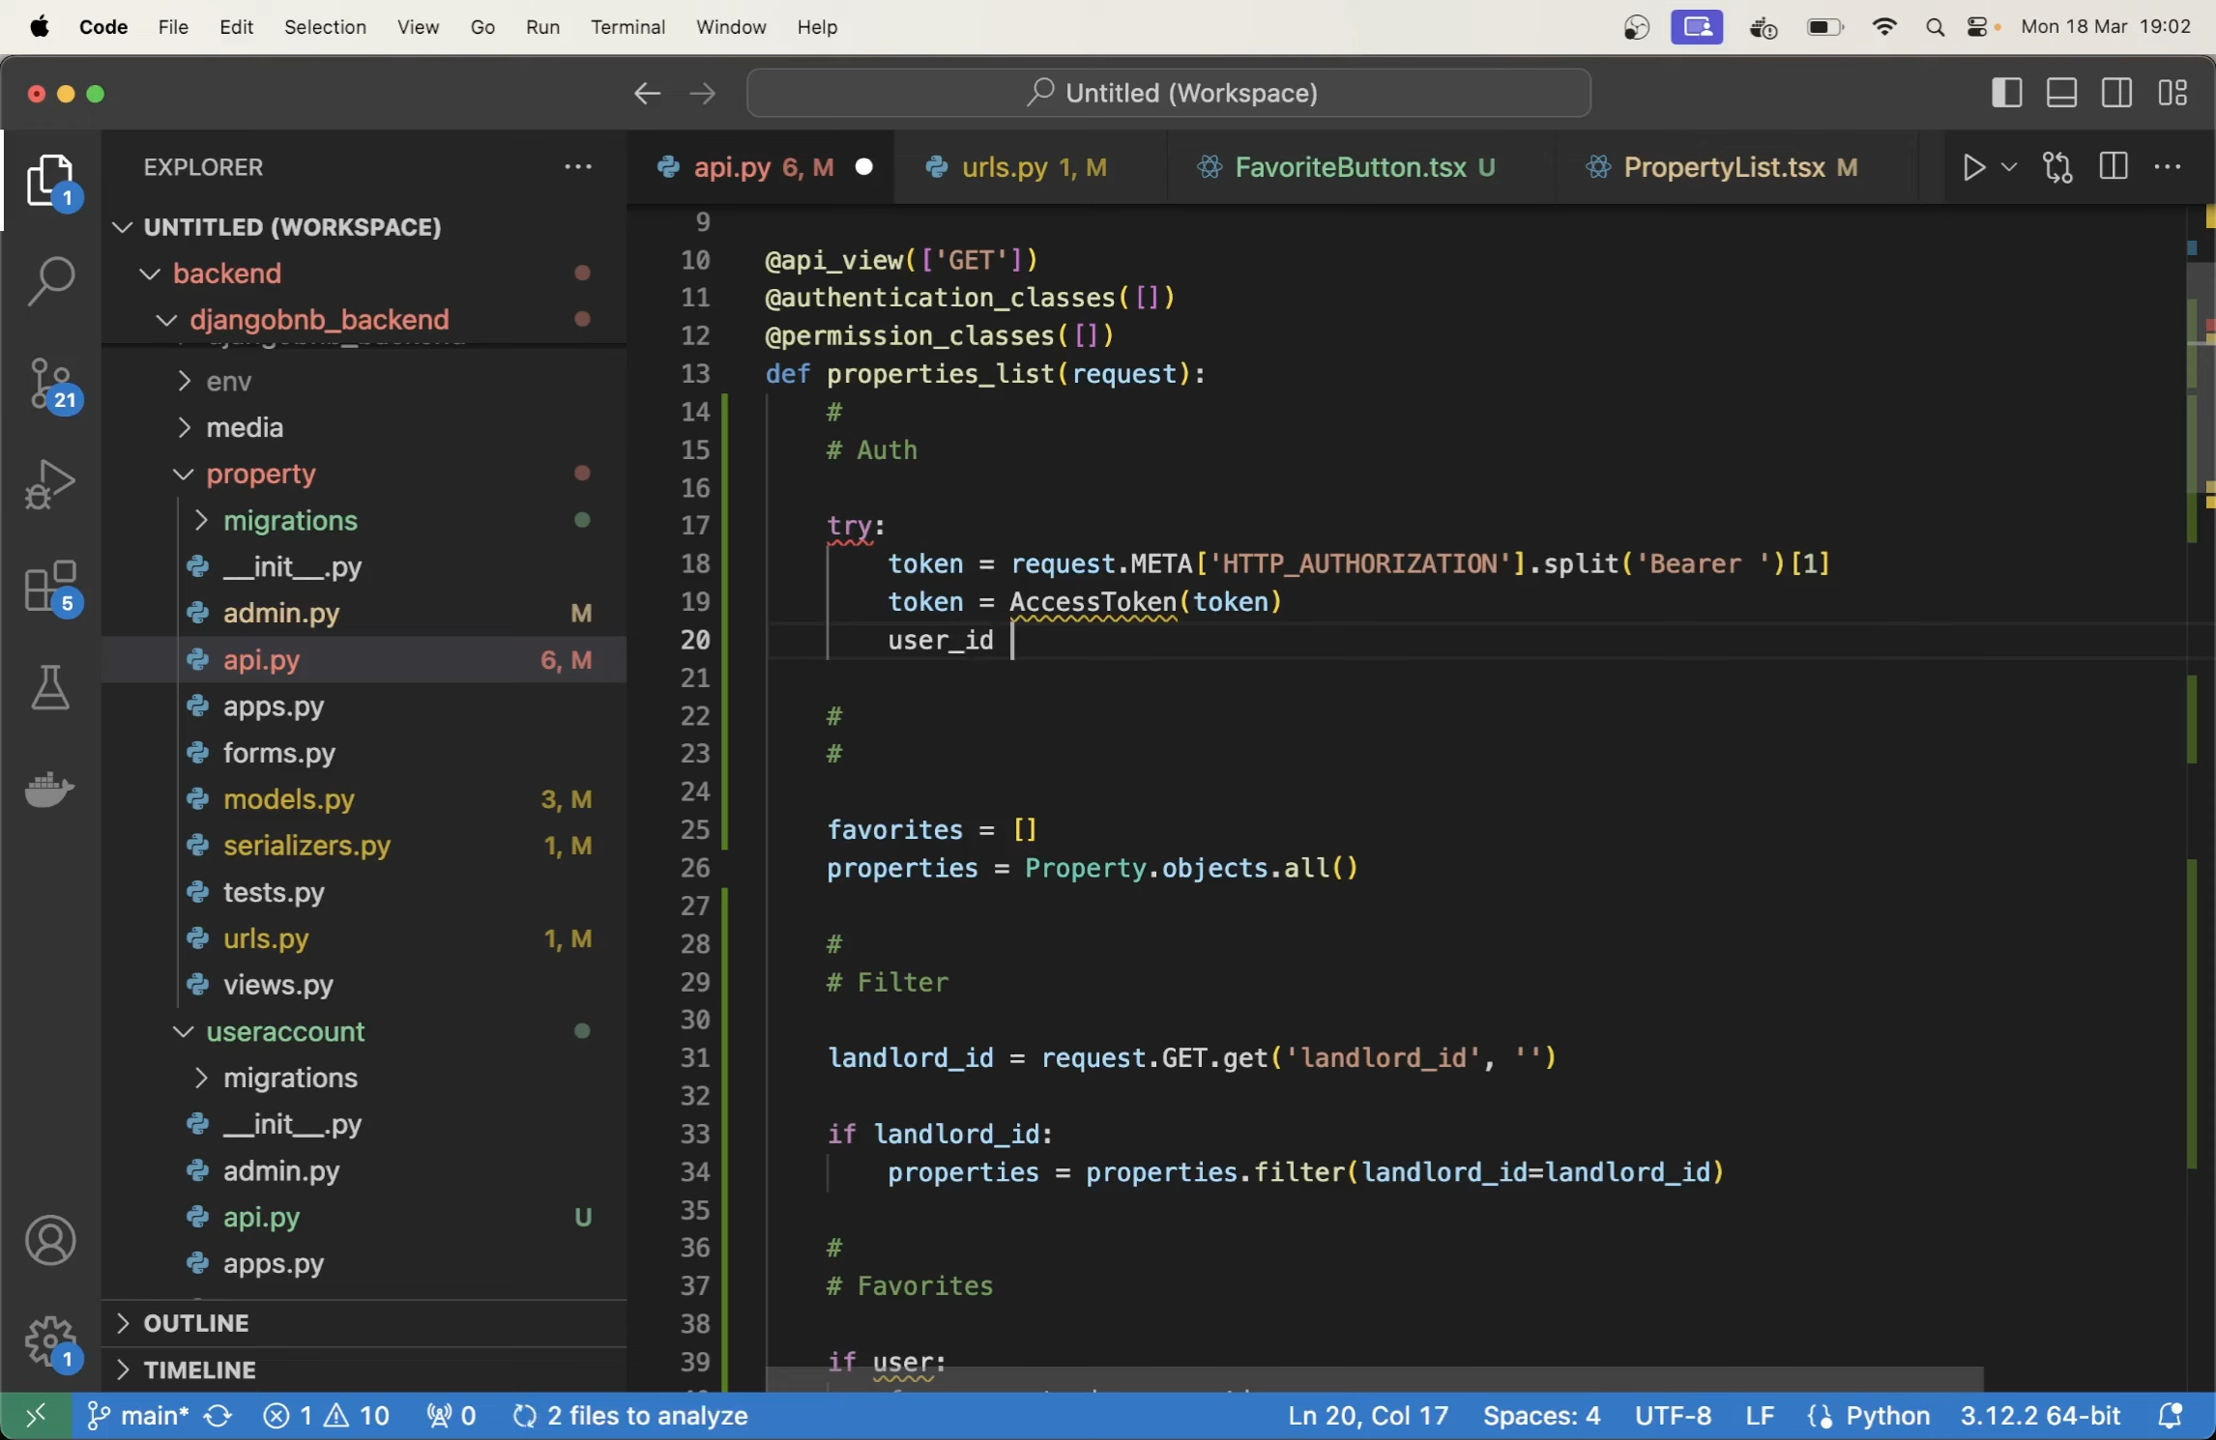 Code File Edit Selection View Go Run Terminal Window Help Mon 18 Mar 19:02
Untitled (Workspace)
EXPLORER
UNTITLED (WORKSPACE)
backend
djangobnb_backend
env
media
property
migrations
__init__.py
admin.py M
api.py 6, M
apps.py
forms.py
models.py 3, M
serializers.py 1, M
tests.py
urls.py 1, M
views.py
useraccount
migrations
__init__.py
admin.py
api.py U
apps.py
OUTLINE
TIMELINE
1
21
5
1
api.py 6, M urls.py 1, M FavoriteButton.tsx U PropertyList.tsx M
9
10 @api_view(['GET'])
11 @authentication_classes([])
12 @permission_classes([])
13 def properties_list(request):
14 #
15 # Auth
16
17 try:
18 token = request.META['HTTP_AUTHORIZATION'].split('Bearer ')[1]
19 token = AccessToken(token)
20 user_id
21
22 #
23 #
24
25 favorites = []
26 properties = Property.objects.all()
27
28 #
29 # Filter
30
31 landlord_id = request.GET.get('landlord_id', '')
32
33 if landlord_id:
34 properties = properties.filter(landlord_id=landlord_id)
35
36 #
37 # Favorites
38
39 if user:
main* 1 10 0 2 files to analyze Ln 20, Col 17 Spaces: 4 UTF-8 LF Python 3.12.2 64-bit